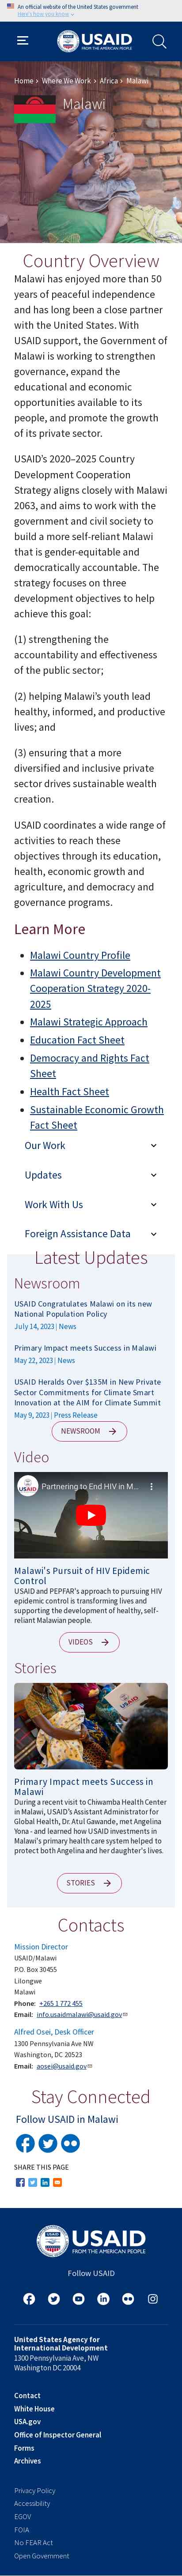 An official website of the United States government
Here's how you know
USAID
FROM THE AMERICAN PEOPLE
Home › Where We Work › Africa › Malawi
Malawi
Country Overview
Malawi has enjoyed more than 50
years of peaceful independence
and has long been a close partner
with the United States. With
USAID support, the Government of
Malawi is working to strengthen
governance, expand the
educational and economic
opportunities available to its
people, and promote the growth
of its private sector.
USAID's 2020–2025 Country
Development Cooperation
Strategy aligns closely with Malawi
2063, and aims to work with the
government and civil society to
build a more self-reliant Malawi
that is gender-equitable and
democratically accountable. The
strategy focuses on three
development objectives to help
achieve this goal:
(1) strengthening the
accountability and effectiveness
of the public sector;
(2) helping Malawi's youth lead
healthy, informed, and productive
lives; and
(3) ensuring that a more
diversified and inclusive private
sector drives sustainable wealth
creation.
USAID coordinates a wide range of
activities to reach these
objectives through its education,
health, economic growth and
agriculture, and democracy and
governance programs.
Learn More
Malawi Country Profile
Malawi Country Development
Cooperation Strategy 2020-
2025
Malawi Strategic Approach
Education Fact Sheet
Democracy and Rights Fact
Sheet
Health Fact Sheet
Sustainable Economic Growth
Fact Sheet
Our Work
Updates
Work With Us
Foreign Assistance Data
Latest Updates
Newsroom
USAID Congratulates Malawi on its new
National Population Policy
July 14, 2023 | News
Primary Impact meets Success in Malawi
May 22, 2023 | News
USAID Heralds Over $135M in New Private
Sector Commitments for Climate Smart
Innovation at the AIM for Climate Summit
May 9, 2023 | Press Release
NEWSROOM
Video
Partnering to End HIV in M...
Malawi's Pursuit of HIV Epidemic
Control
USAID and PEPFAR's approach to pursuing HIV
epidemic control is transforming lives and
supporting the development of healthy, self-
reliant Malawian people.
VIDEOS
Stories
Primary Impact meets Success in
Malawi
During a recent visit to Chiwamba Health Center
in Malawi, USAID's Assistant Administrator for
Global Health, Dr. Atul Gawande, met Angelina
Yona - and learned how USAID investments in
Malawi's primary health care system helped to
protect both Angelina and her daughter's lives.
STORIES
Contacts
Mission Director
USAID/Malawi
P.O. Box 30455
Lilongwe
Malawi
Phone: +265 1 772 455
Email: info.usaidmalawi@usaid.gov
Alfred Osei, Desk Officer
1300 Pennsylvania Ave NW
Washington, DC 20523
Email: aosei@usaid.gov
Stay Connected
Follow USAID in Malawi
SHARE THIS PAGE
USAID
FROM THE AMERICAN PEOPLE
Follow USAID
United States Agency for
International Development
1300 Pennsylvania Ave, NW
Washington DC 20004
Contact
White House
USA.gov
Office of Inspector General
Forms
Archives
Privacy Policy
Accessibility
EGOV
FOIA
No FEAR Act
Open Government